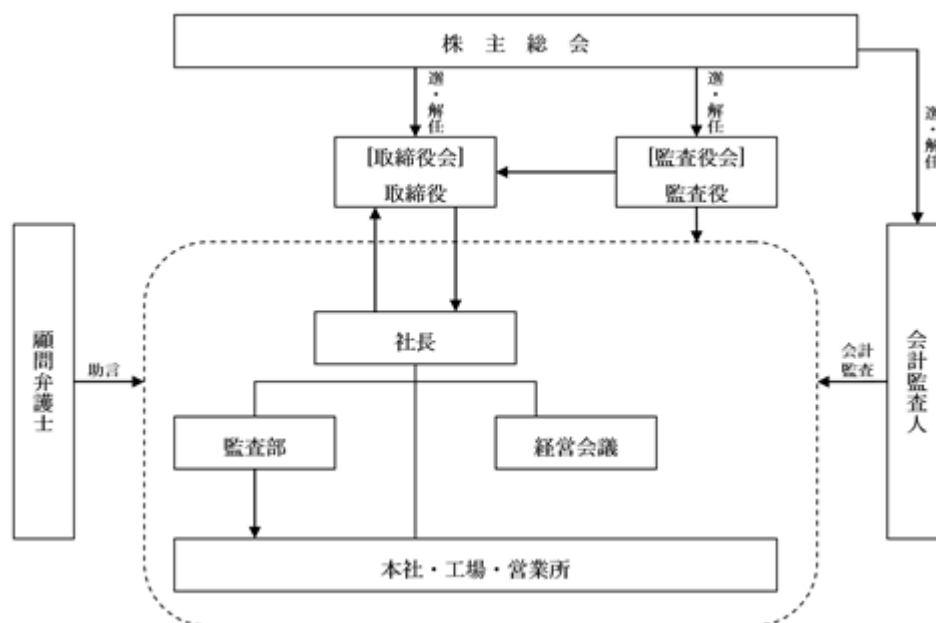 株主総会
選・解任
選・解任
選・解任
[取締役会]
取締役
[監査役会]
監査役
顧問弁護士
助言
社長
会計
監査
会計監査人
監査部
経営会議
本社・工場・営業所